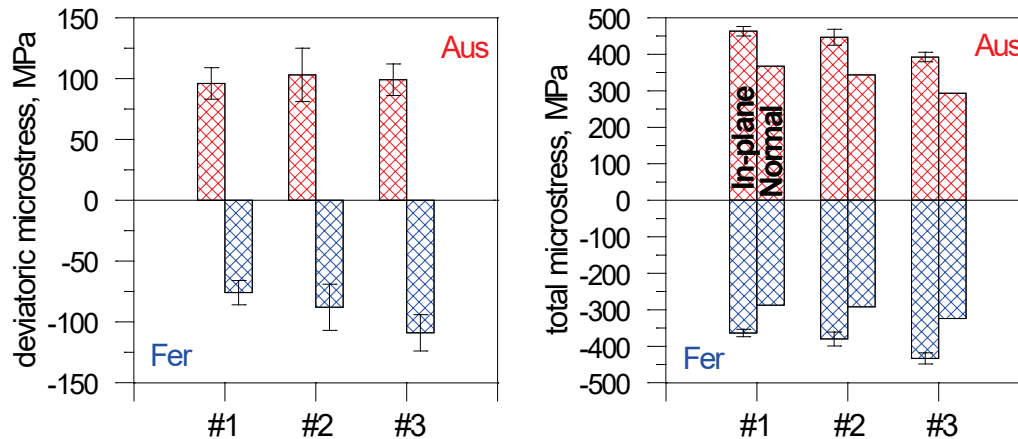 deviatoric microstress, MPa
150
100
50
0
-50
-100
-150
Aus
Fer
#1 #2 #3
total microstress, MPa
500
400
300
200
100
0
-100
-200
-300
-400
-500
Aus
In-plane
Normal
Fer
#1 #2 #3